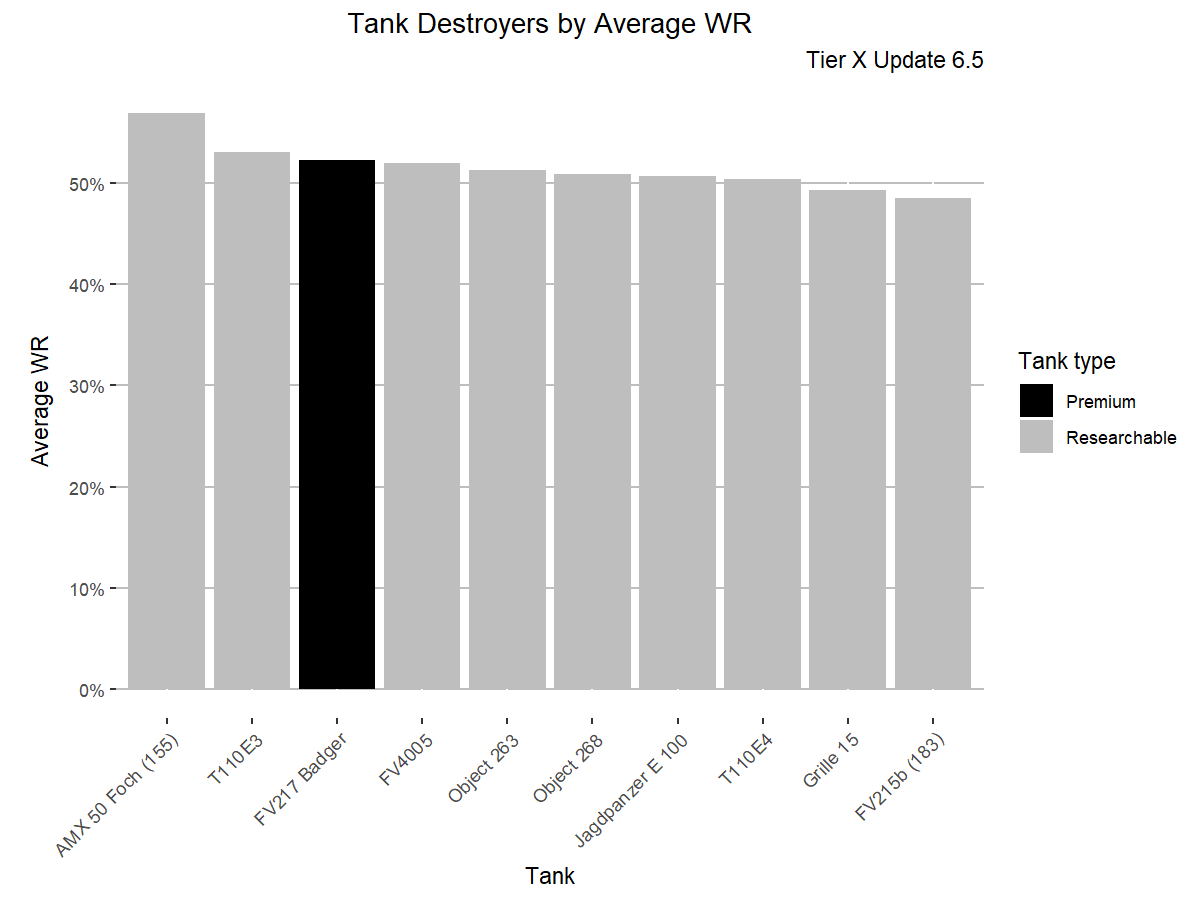 Tank Destroyers by Average WR
Tier X Update 6.5
Average WR
50%
40%
30%
20%
10%
0%
AMX 50 Foch (155)
T110E3
FV217 Badger
FV4005
Object 263
Object 268
Jagdpanzer E 100
T110E4
Grille 15
FV215b (183)
Tank
Tank type
Premium
Researchable